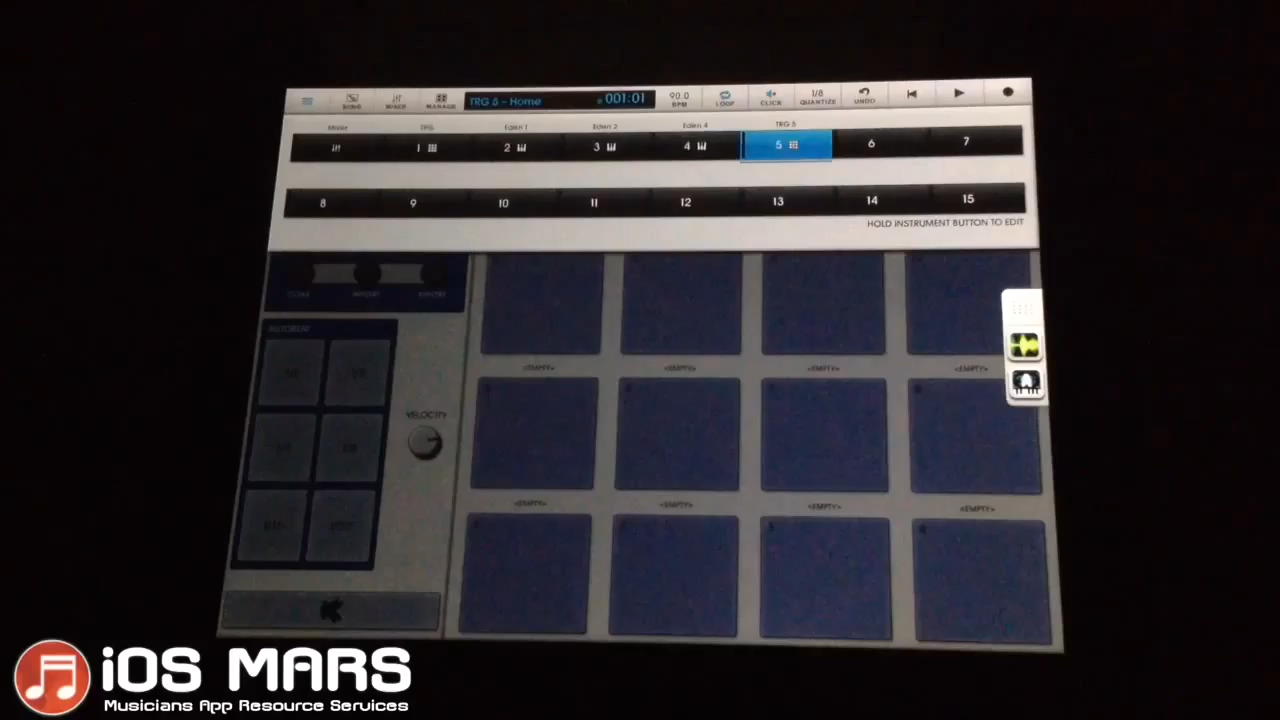 SONG MIXER MANAGE TRG 5 - Home 001:01 90.0 BPM LOOP CLICK 1/8 QUANTIZE UNDO
TRG Eden 1 Eden 2 Eden 4 TRG 5
1 2 3 4 5 6 7
8 9 10 11 12 13 14 15
HOLD INSTRUMENT BUTTON TO EDIT
AUTOBEAT
<EMPTY> <EMPTY> <EMPTY> <EMPTY>
VELOCITY
<EMPTY> <EMPTY> <EMPTY> <EMPTY>
iOS MARS
Musicians App Resource Services